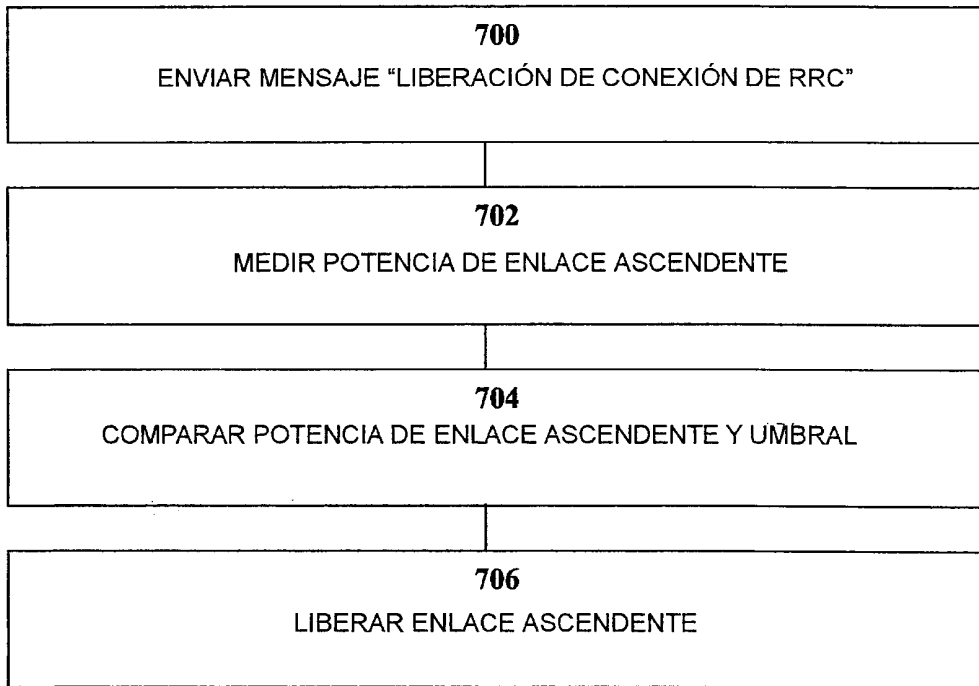 700
ENVIAR MENSAJE “LIBERACIÓN DE CONEXIÓN DE RRC”
702
MEDIR POTENCIA DE ENLACE ASCENDENTE
704
COMPARAR POTENCIA DE ENLACE ASCENDENTE Y UMBRAL
706
LIBERAR ENLACE ASCENDENTE